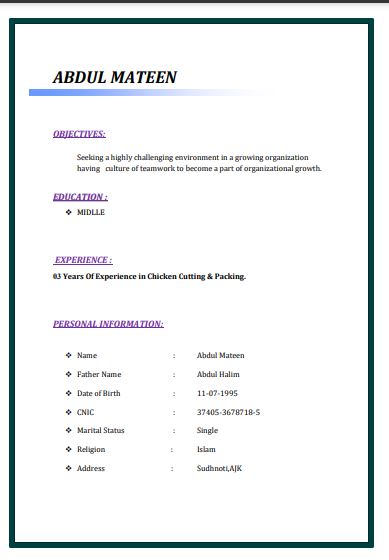 ABDUL MATEEN
OBJECTIVES:
Seeking a highly challenging environment in a growing organization
having culture of teamwork to become a part of organizational growth.
EDUCATION :
❖ MIDLLE
EXPERIENCE :
03 Years Of Experience in Chicken Cutting & Packing.
PERSONAL INFORMATION:
❖ Name : Abdul Mateen
❖ Father Name : Abdul Halim
❖ Date of Birth : 11-07-1995
❖ CNIC : 37405-3678718-5
❖ Marital Status : Single
❖ Religion : Islam
❖ Address : Sudhnoti,AJK